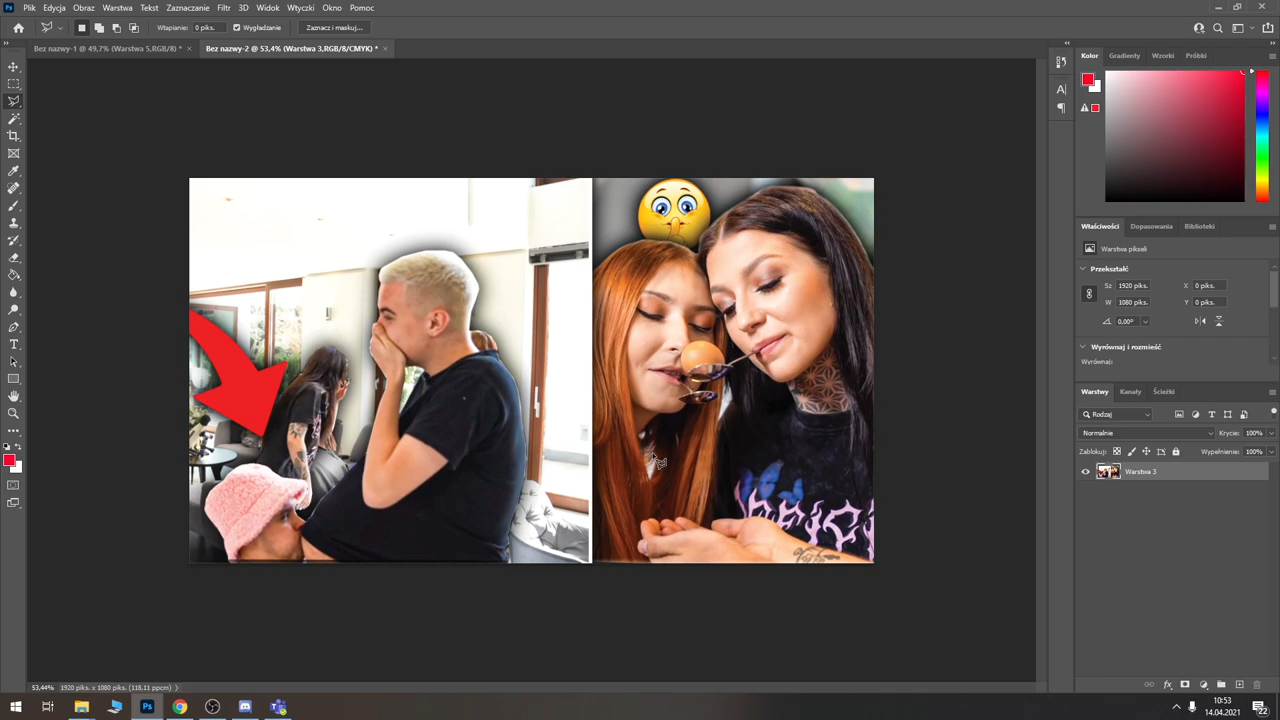 Ps Plik Edycja Obraz Warstwa Tekst Zaznaczanie Filtr 3D Widok Wtyczki Okno Pomoc
Wtapianie: 0 piks. Wygładzanie Zaznacz i maskuj...
Bez nazwy-1 @ 49,7% (Warstwa 5,RGB/8) * × Bez nazwy-2 @ 53,4% (Warstwa 3,RGB/8/CMYK) * ×
Kolor Gradienty Wzorki Próbki
Właściwości Dopasowania Biblioteki
Warstwa pikseli
Przekształć
Sz 1920 piks. X 0 piks.
W 1080 piks. Y 0 piks.
0,00°
Wyrównaj i rozmieść
Wyrównaj:
Warstwy Kanały Ścieżki
Rodzaj
Normalnie Krycie: 100%
Zablokuj: Wypełnienie: 100%
Warstwa 3
53,44% 1920 piks. x 1080 piks. (118,11 ppcm)
Ps
10:53
14.04.2021
22